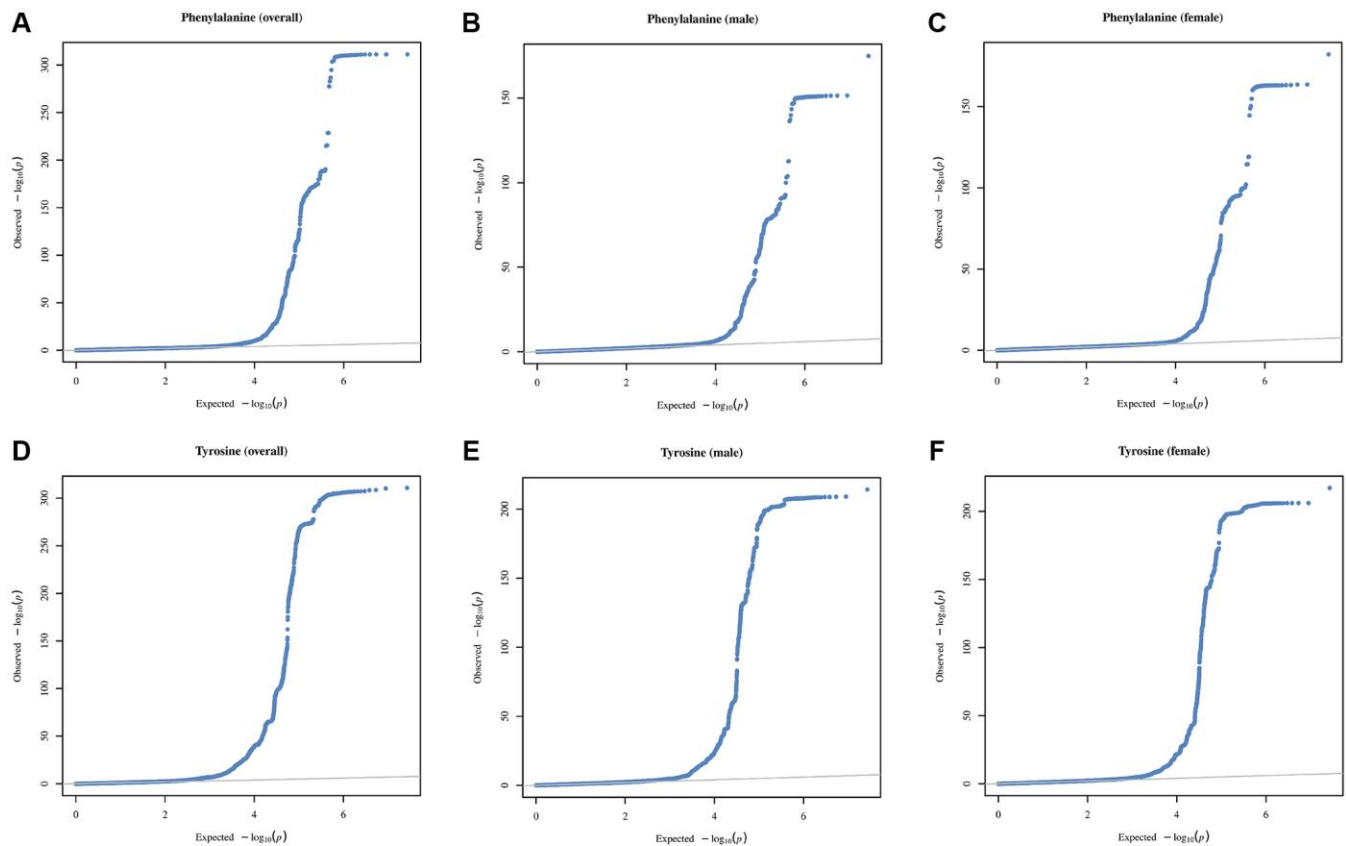 A
Phenylalanine (overall)
Observed −log10(p)
300
250
200
150
100
50
0
0 2 4 6
Expected −log10(p)
B
Phenylalanine (male)
Observed −log10(p)
150
100
50
0
0 2 4 6
Expected −log10(p)
C
Phenylalanine (female)
Observed −log10(p)
150
100
50
0
0 2 4 6
Expected −log10(p)
D
Tyrosine (overall)
Observed −log10(p)
300
250
200
150
100
50
0
0 2 4 6
Expected −log10(p)
E
Tyrosine (male)
Observed −log10(p)
200
150
100
50
0
0 2 4 6
Expected −log10(p)
F
Tyrosine (female)
Observed −log10(p)
200
150
100
50
0
0 2 4 6
Expected −log10(p)